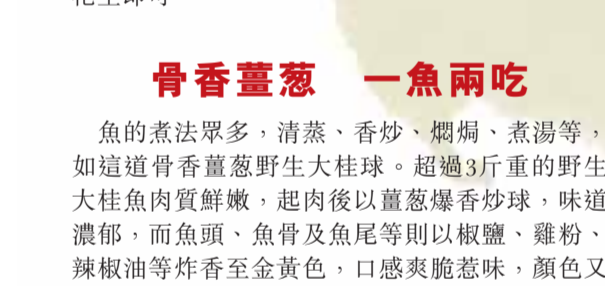 骨香薑葱　一魚兩吃
魚的煮法眾多，清蒸、香炒、燜焗、煮湯等，
如這道骨香薑葱野生大桂球。超過3斤重的野生
大桂魚肉質鮮嫩，起肉後以薑葱爆香炒球，味道
濃郁，而魚頭、魚骨及魚尾等則以椒鹽、雞粉、
辣椒油等炸香至金黃色，口感爽脆惹味，顏色又